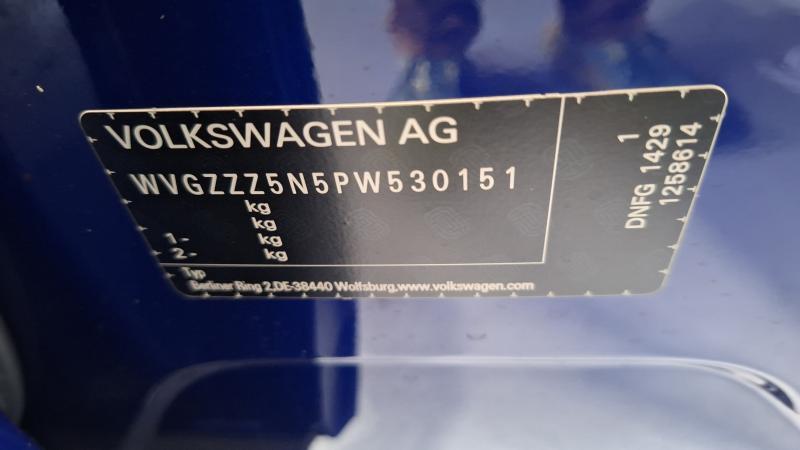 VOLKSWAGEN AG
WVGZZZ5N5PW530151
kg
kg
1- kg
2- kg
Typ
Berliner Ring 2,DE-38440 Wolfsburg,www.volkswagen.com
1
DNFG 1429
1258614